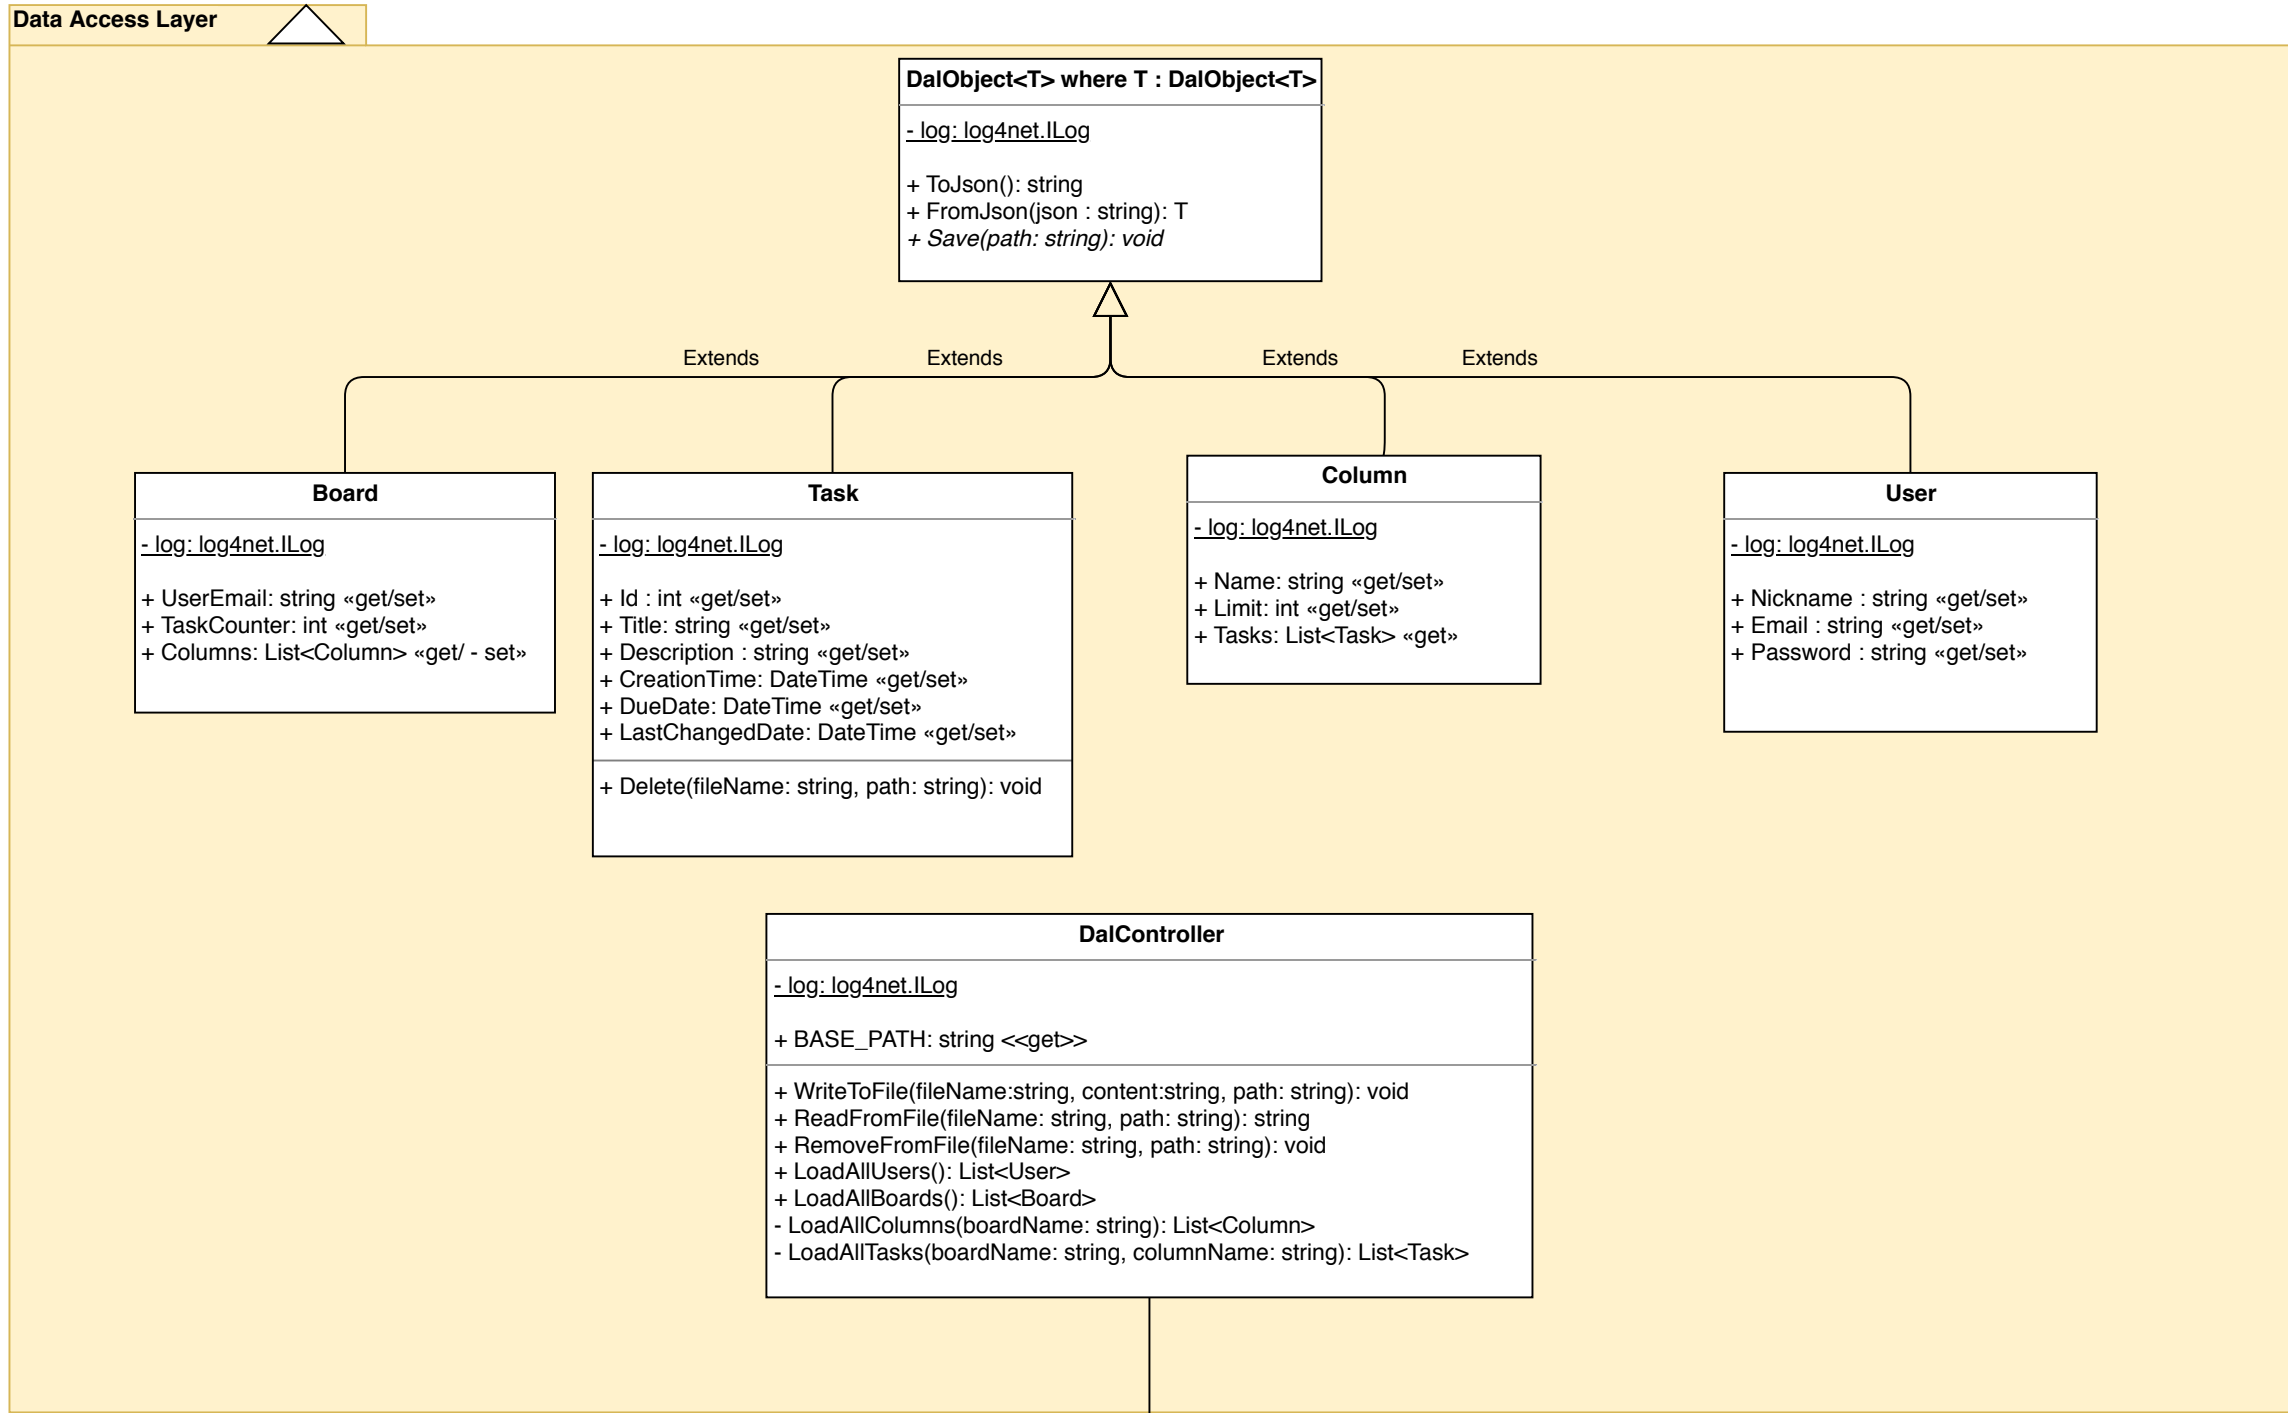 Data Access Layer
DalObject<T> where T : DalObject<T>
- log: log4net.ILog
+ ToJson(): string
+ FromJson(json : string): T
+ Save(path: string): void
Extends
Extends
Extends
Extends
Board
- log: log4net.ILog
+ UserEmail: string «get/set»
+ TaskCounter: int «get/set»
+ Columns: List<Column> «get/ - set»
Task
- log: log4net.ILog
+ Id : int «get/set»
+ Title: string «get/set»
+ Description : string «get/set»
+ CreationTime: DateTime «get/set»
+ DueDate: DateTime «get/set»
+ LastChangedDate: DateTime «get/set»
+ Delete(fileName: string, path: string): void
Column
- log: log4net.ILog
+ Name: string «get/set»
+ Limit: int «get/set»
+ Tasks: List<Task> «get»
User
- log: log4net.ILog
+ Nickname : string «get/set»
+ Email : string «get/set»
+ Password : string «get/set»
DalController
- log: log4net.ILog
+ BASE_PATH: string <<get>>
+ WriteToFile(fileName:string, content:string, path: string): void
+ ReadFromFile(fileName: string, path: string): string
+ RemoveFromFile(fileName: string, path: string): void
+ LoadAllUsers(): List<User>
+ LoadAllBoards(): List<Board>
- LoadAllColumns(boardName: string): List<Column>
- LoadAllTasks(boardName: string, columnName: string): List<Task>